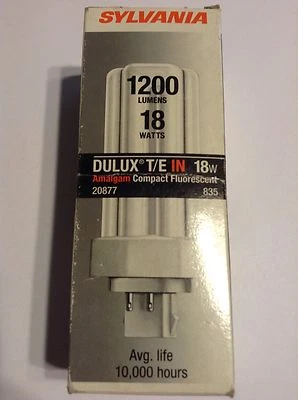 SYLVANIA
1200
LUMENS
18
WATTS
DULUX® T/E IN 18W
Amalgam Compact Fluorescent
20877 835
Avg. life
10,000 hours